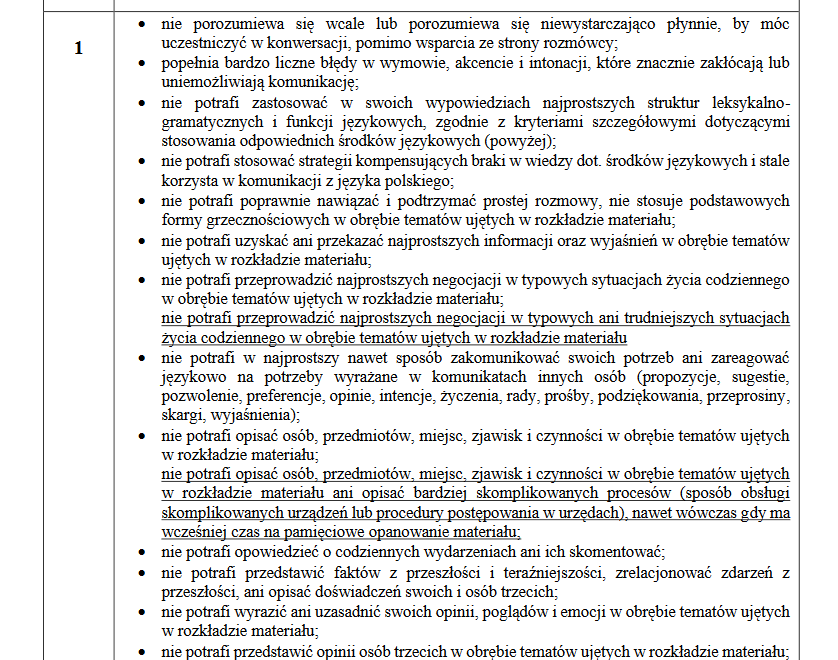 1
• nie porozumiewa się wcale lub porozumiewa się niewystarczająco płynnie, by móc
uczestniczyć w konwersacji, pomimo wsparcia ze strony rozmówcy;
• popełnia bardzo liczne błędy w wymowie, akcencie i intonacji, które znacznie zakłócają lub
uniemożliwiają komunikację;
• nie potrafi zastosować w swoich wypowiedziach najprostszych struktur leksykalno-
gramatycznych i funkcji językowych, zgodnie z kryteriami szczegółowymi dotyczącymi
stosowania odpowiednich środków językowych (powyżej);
• nie potrafi stosować strategii kompensujących braki w wiedzy dot. środków językowych i stale
korzysta w komunikacji z języka polskiego;
• nie potrafi poprawnie nawiązać i podtrzymać prostej rozmowy, nie stosuje podstawowych
formy grzecznościowych w obrębie tematów ujętych w rozkładzie materiału;
• nie potrafi uzyskać ani przekazać najprostszych informacji oraz wyjaśnień w obrębie tematów
ujętych w rozkładzie materiału;
• nie potrafi przeprowadzić najprostszych negocjacji w typowych sytuacjach życia codziennego
w obrębie tematów ujętych w rozkładzie materiału;
nie potrafi przeprowadzić najprostszych negocjacji w typowych ani trudniejszych sytuacjach
życia codziennego w obrębie tematów ujętych w rozkładzie materiału
• nie potrafi w najprostszy nawet sposób zakomunikować swoich potrzeb ani zareagować
językowo na potrzeby wyrażane w komunikatach innych osób (propozycje, sugestie,
pozwolenie, preferencje, opinie, intencje, życzenia, rady, prośby, podziękowania, przeprosiny,
skargi, wyjaśnienia);
• nie potrafi opisać osób, przedmiotów, miejsc, zjawisk i czynności w obrębie tematów ujętych
w rozkładzie materiału;
nie potrafi opisać osób, przedmiotów, miejsc, zjawisk i czynności w obrębie tematów ujętych
w rozkładzie materiału ani opisać bardziej skomplikowanych procesów (sposób obsługi
skomplikowanych urządzeń lub procedury postępowania w urzędach), nawet wówczas gdy ma
wcześniej czas na pamięciowe opanowanie materiału;
• nie potrafi opowiedzieć o codziennych wydarzeniach ani ich skomentować;
• nie potrafi przedstawić faktów z przeszłości i teraźniejszości, zrelacjonować zdarzeń z
przeszłości, ani opisać doświadczeń swoich i osób trzecich;
• nie potrafi wyrazić ani uzasadnić swoich opinii, poglądów i emocji w obrębie tematów ujętych
w rozkładzie materiału;
• nie potrafi przedstawić opinii osób trzecich w obrębie tematów ujętych w rozkładzie materiału;